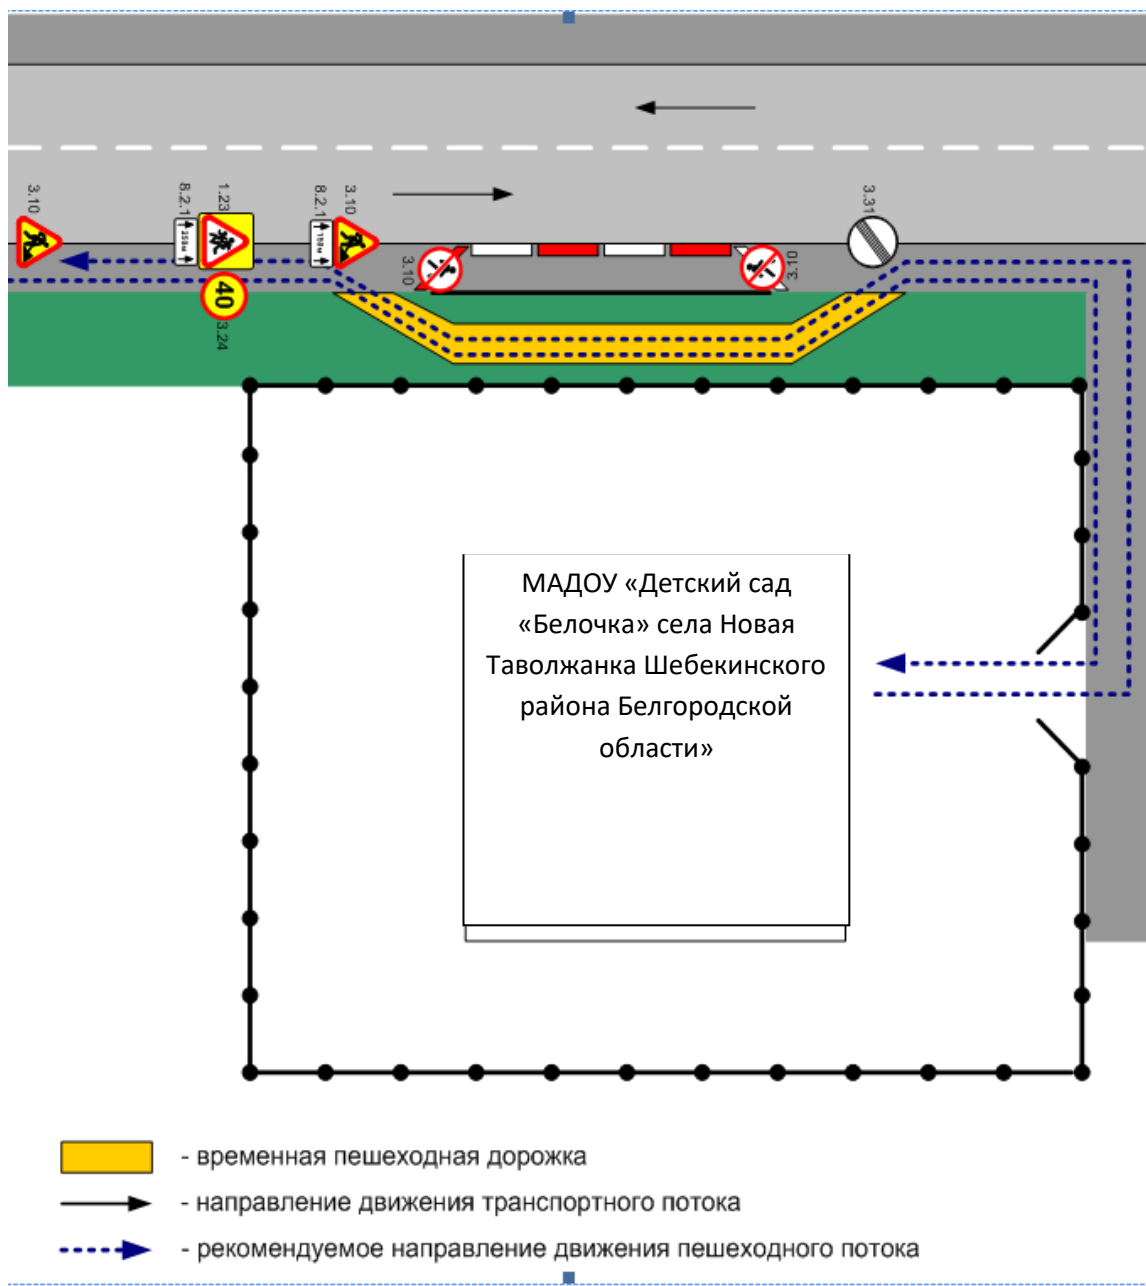 3.10
8.2.1
1.23
8.2.1
3.10
3.31
250м
150м
3.10
3.10
40
3.24
МАДОУ «Детский сад
«Белочка» села Новая
Таволжанка Шебекинского
района Белгородской
области»
- временная пешеходная дорожка
- направление движения транспортного потока
- рекомендуемое направление движения пешеходного потока